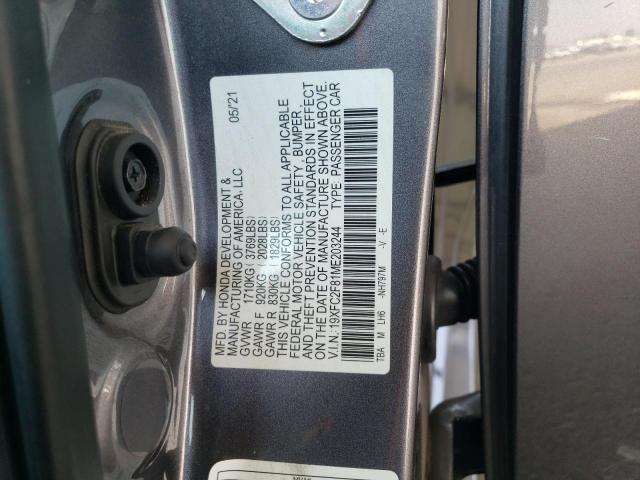 MFD. BY HONDA DEVELOPMENT & 05/21
MANUFACTURING OF AMERICA, LLC
GVWR 1710KG( 3769LBS)
GAWR F 920KG ( 2028LBS)
GAWR R 830KG ( 1829LBS)
THIS VEHICLE CONFORMS TO ALL APPLICABLE
FEDERAL MOTOR VEHICLE SAFETY , BUMPER,
AND THEFT PREVENTION STANDARDS IN EFFECT
ON THE DATE OF MANUFACTURE SHOWN ABOVE.
V.I.N.:19XFC2F81ME203244 TYPE: PASSENGER CAR
TBA M LH6 -NH797M -V -E